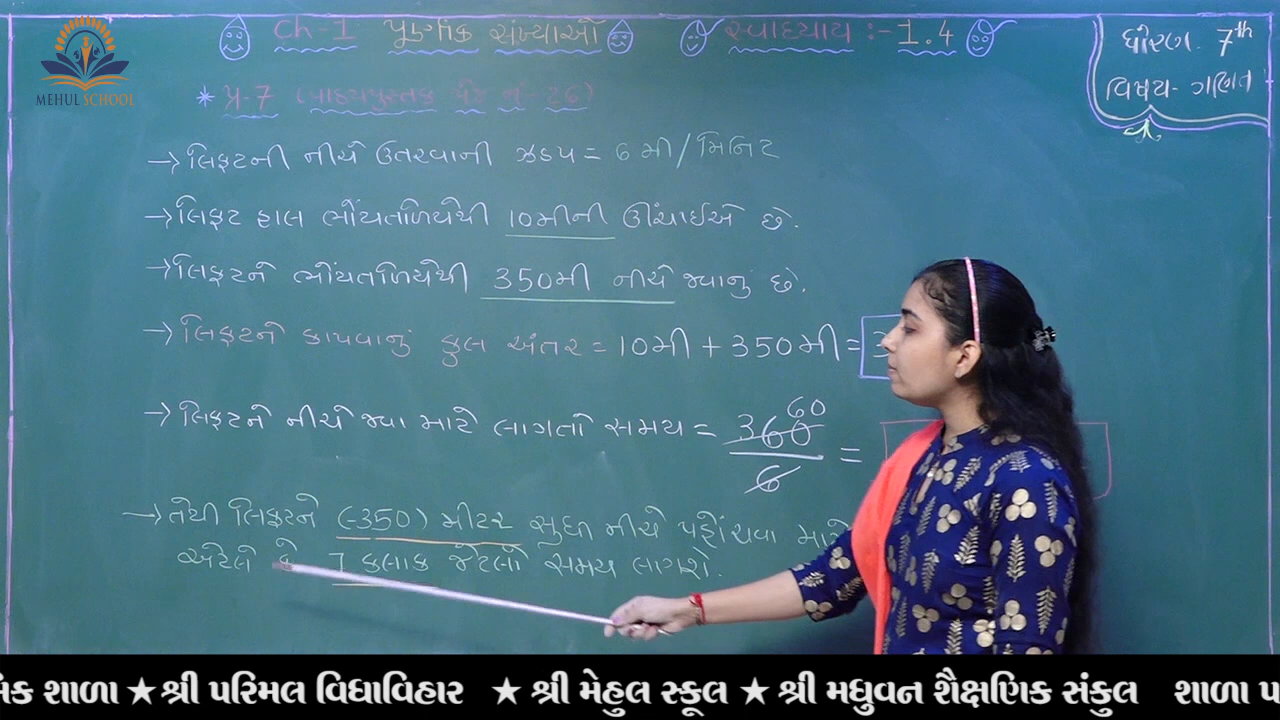 MEHUL SCHOOL
Ch-1 પૂર્ણાંક સંખ્યાઓ સ્વાધ્યાય :- 1.4
ધોરણ. 7th
વિષય- ગણિત
* પ્ર-7 (પાઠ્યપુસ્તક પેજ નં-26)
→ લિફ્ટની નીચે ઉતરવાની ઝડપ = 6 મી/મિનિટ
→ લિફ્ટ હાલ ભોંયતળિયેથી 10મીની ઊંચાઈએ છે.
→ લિફ્ટને ભોંયતળિયેથી 350મી નીચે જવાનું છે.
→ લિફ્ટને કાપવાનું કુલ અંતર = 10મી + 350મી = 3
→ લિફ્ટને નીચે જવા માટે લાગતો સમય = 360/6 60 =
→ તેથી લિફ્ટને (-350) મીટર સુધી નીચે પહોંચવા માટે
એટલે કે 1 કલાક જેટલો સમય લાગશે.
શાળા ★ શ્રી પરિમલ વિધાવિહાર ★ શ્રી મેહુલ સ્કૂલ ★ શ્રી મધુવન શૈક્ષણિક સંકુલ શાળા